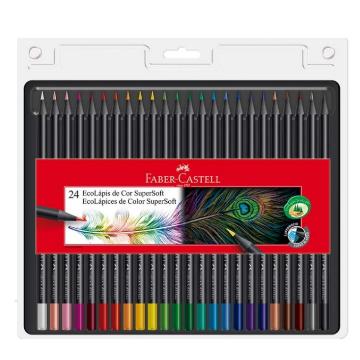 FABER-CASTELL
24 EcoLápis de Cor SuperSoft
EcoLápices de Color SuperSoft